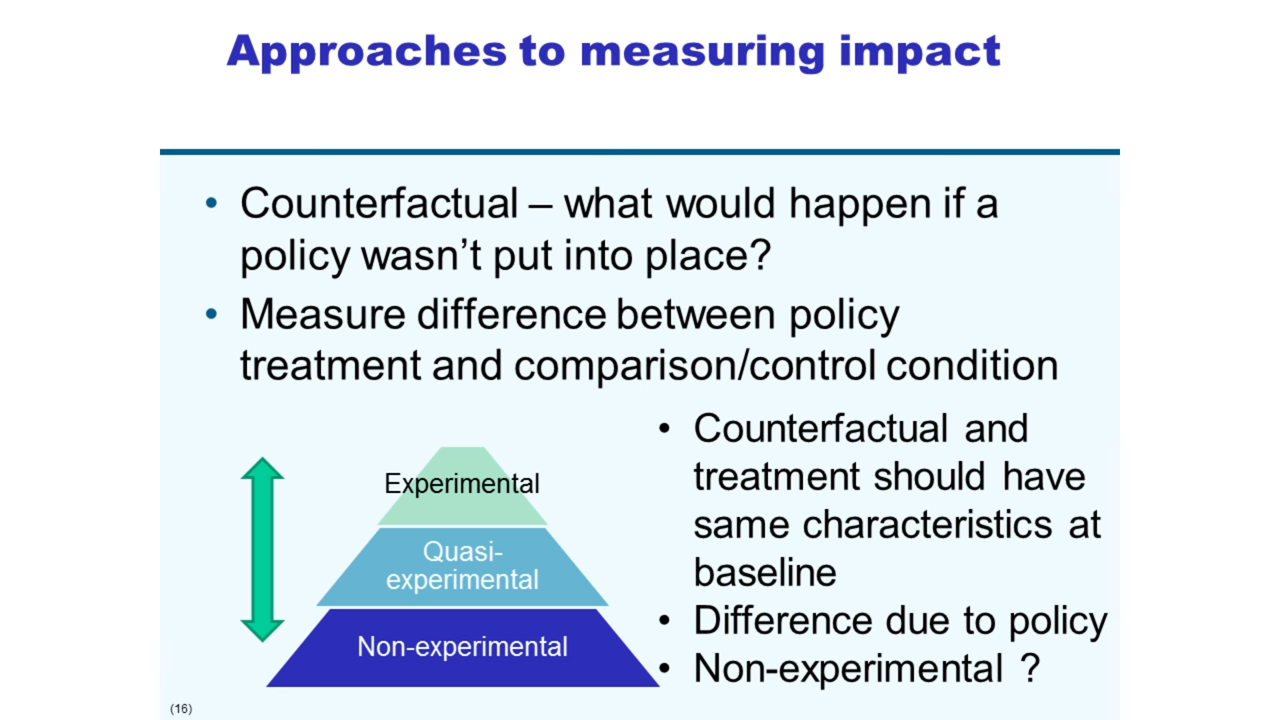 Approaches to measuring impact
• Counterfactual – what would happen if a
policy wasn’t put into place?
• Measure difference between policy
treatment and comparison/control condition
Experimental
Quasi-
experimental
Non-experimental
• Counterfactual and
treatment should have
same characteristics at
baseline
• Difference due to policy
• Non-experimental ?
(16)